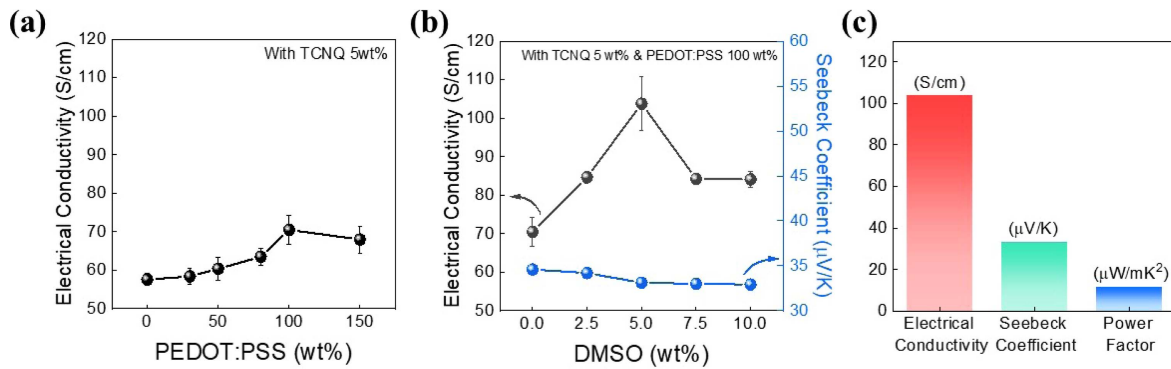 (a)
With TCNQ 5wt%
Electrical Conductivity (S/cm)
120
110
100
90
80
70
60
50
0
50
100
150
PEDOT:PSS (wt%)
(b)
With TCNQ 5 wt% & PEDOT:PSS 100 wt%
Electrical Conductivity (S/cm)
120
110
100
90
80
70
60
50
0.0
2.5
5.0
7.5
10.0
DMSO (wt%)
60
55
50
45
40
35
30
Seebeck Coefficient (μV/K)
(c)
120
100
80
60
40
20
0
(S/cm)
(μV/K)
(μW/mK²)
Electrical
Conductivity
Seebeck
Coefficient
Power
Factor